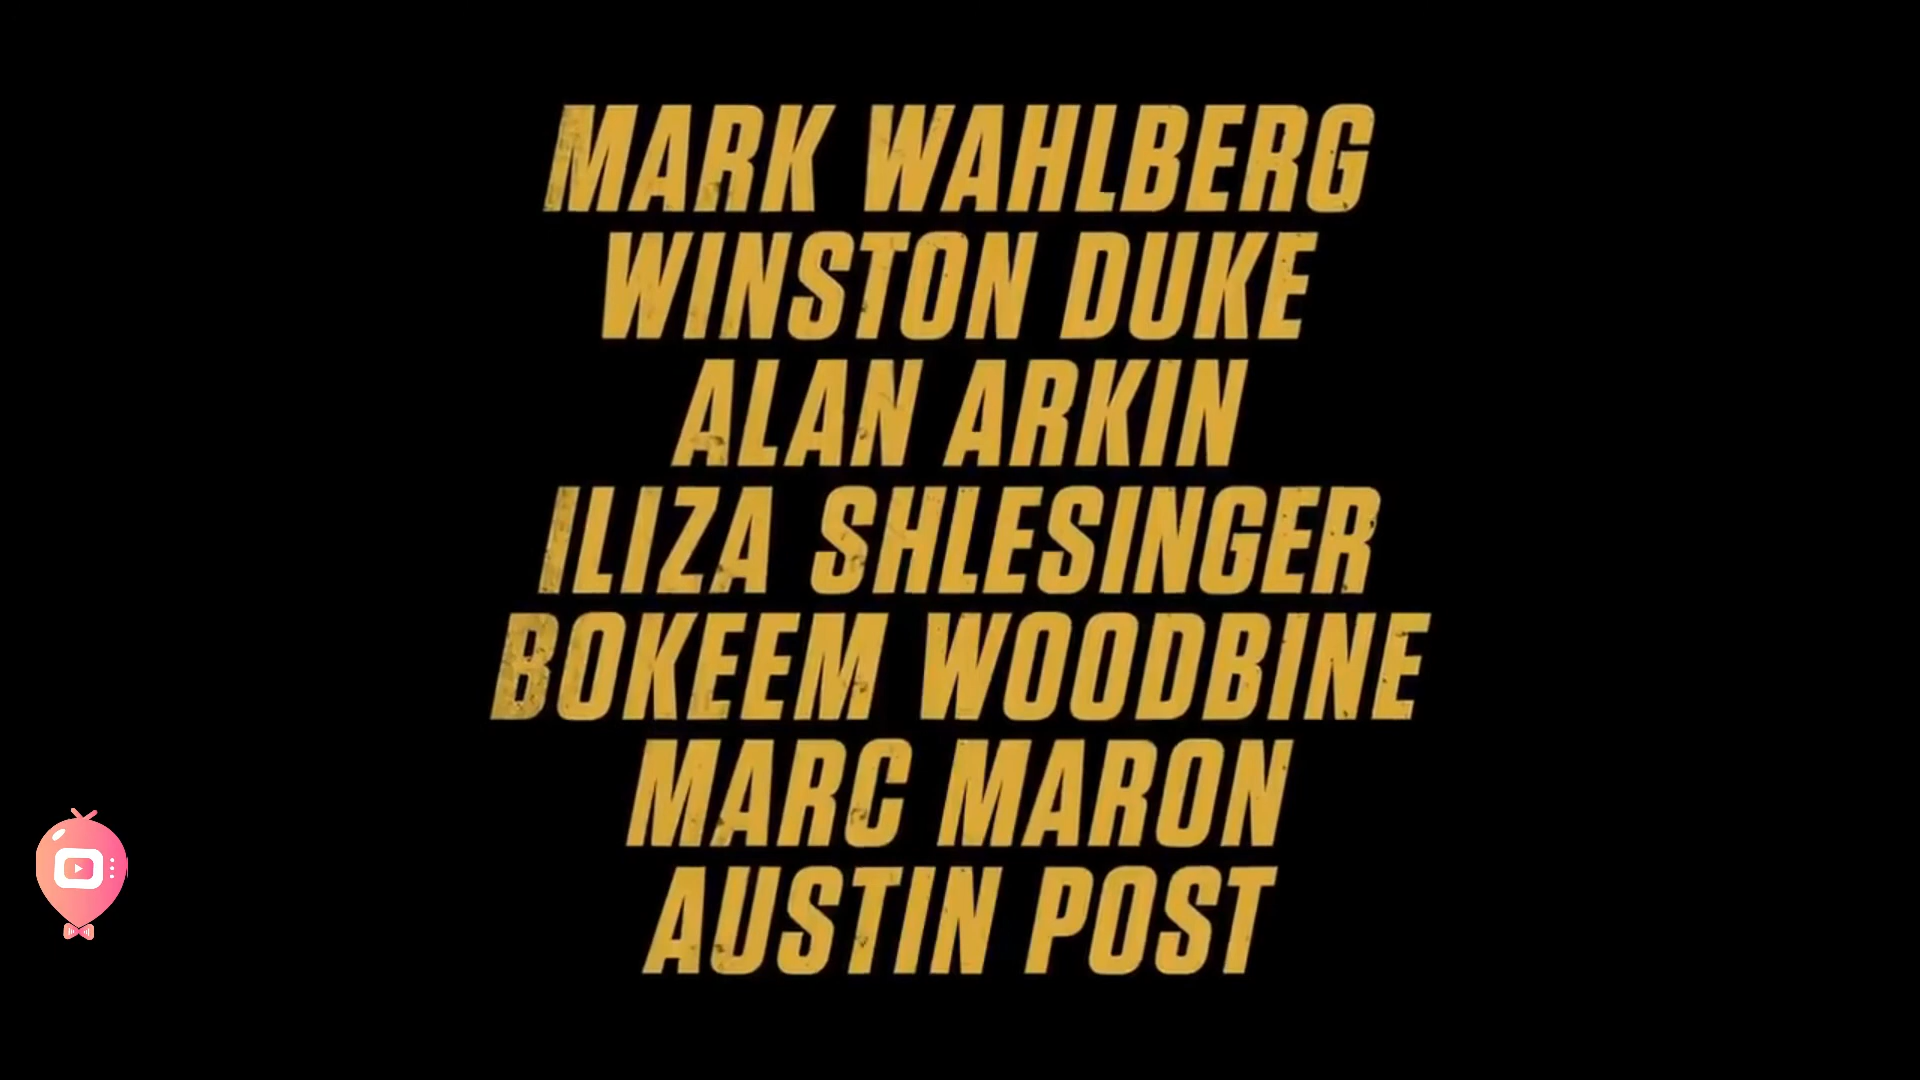 MARK WAHLBERG
WINSTON DUKE
ALAN ARKIN
ILIZA SHLESINGER
BOKEEM WOODBINE
MARC MARON
AUSTIN POST